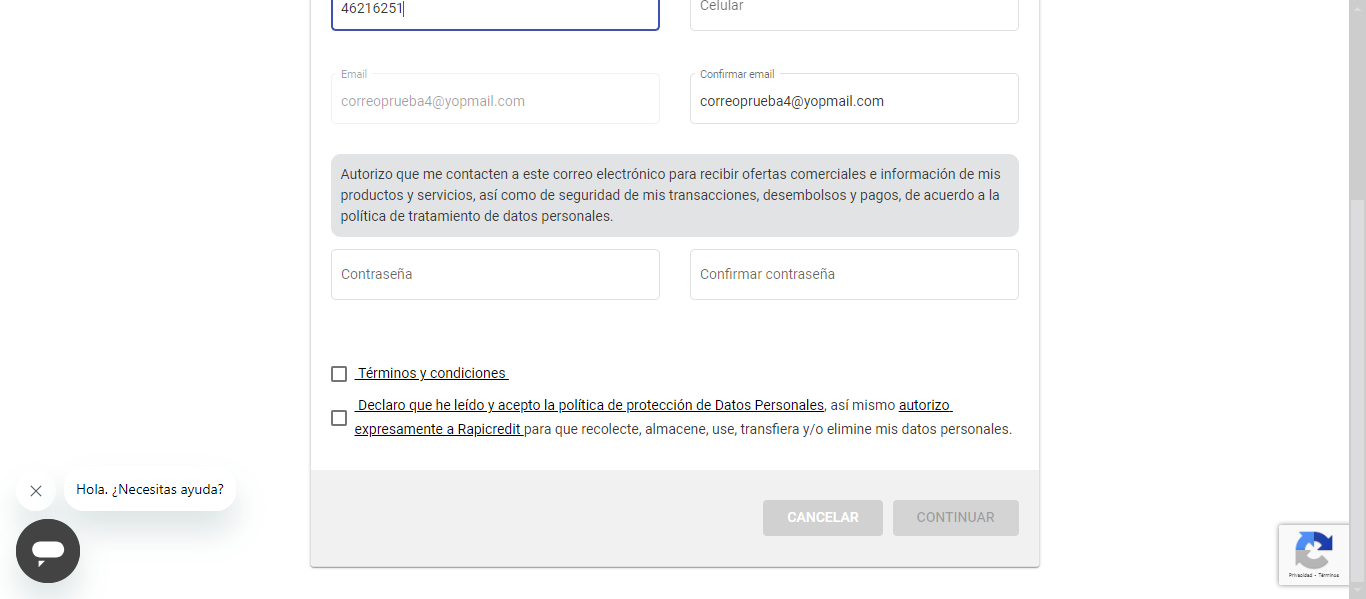 46216251
Celular
Email
Confirmar email
correoprueba4@yopmail.com
correoprueba4@yopmail.com
Autorizo que me contacten a este correo electrónico para recibir ofertas comerciales e información de mis
productos y servicios, así como de seguridad de mis transacciones, desembolsos y pagos, de acuerdo a la
política de tratamiento de datos personales.
Contraseña
Confirmar contraseña
Términos y condiciones
Declaro que he leído y acepto la política de protección de Datos Personales, así mismo autorizo
expresamente a Rapicredit para que recolecte, almacene, use, transfiera y/o elimine mis datos personales.
Hola. ¿Necesitas ayuda?
CANCELAR
CONTINUAR
Privacidad - Términos